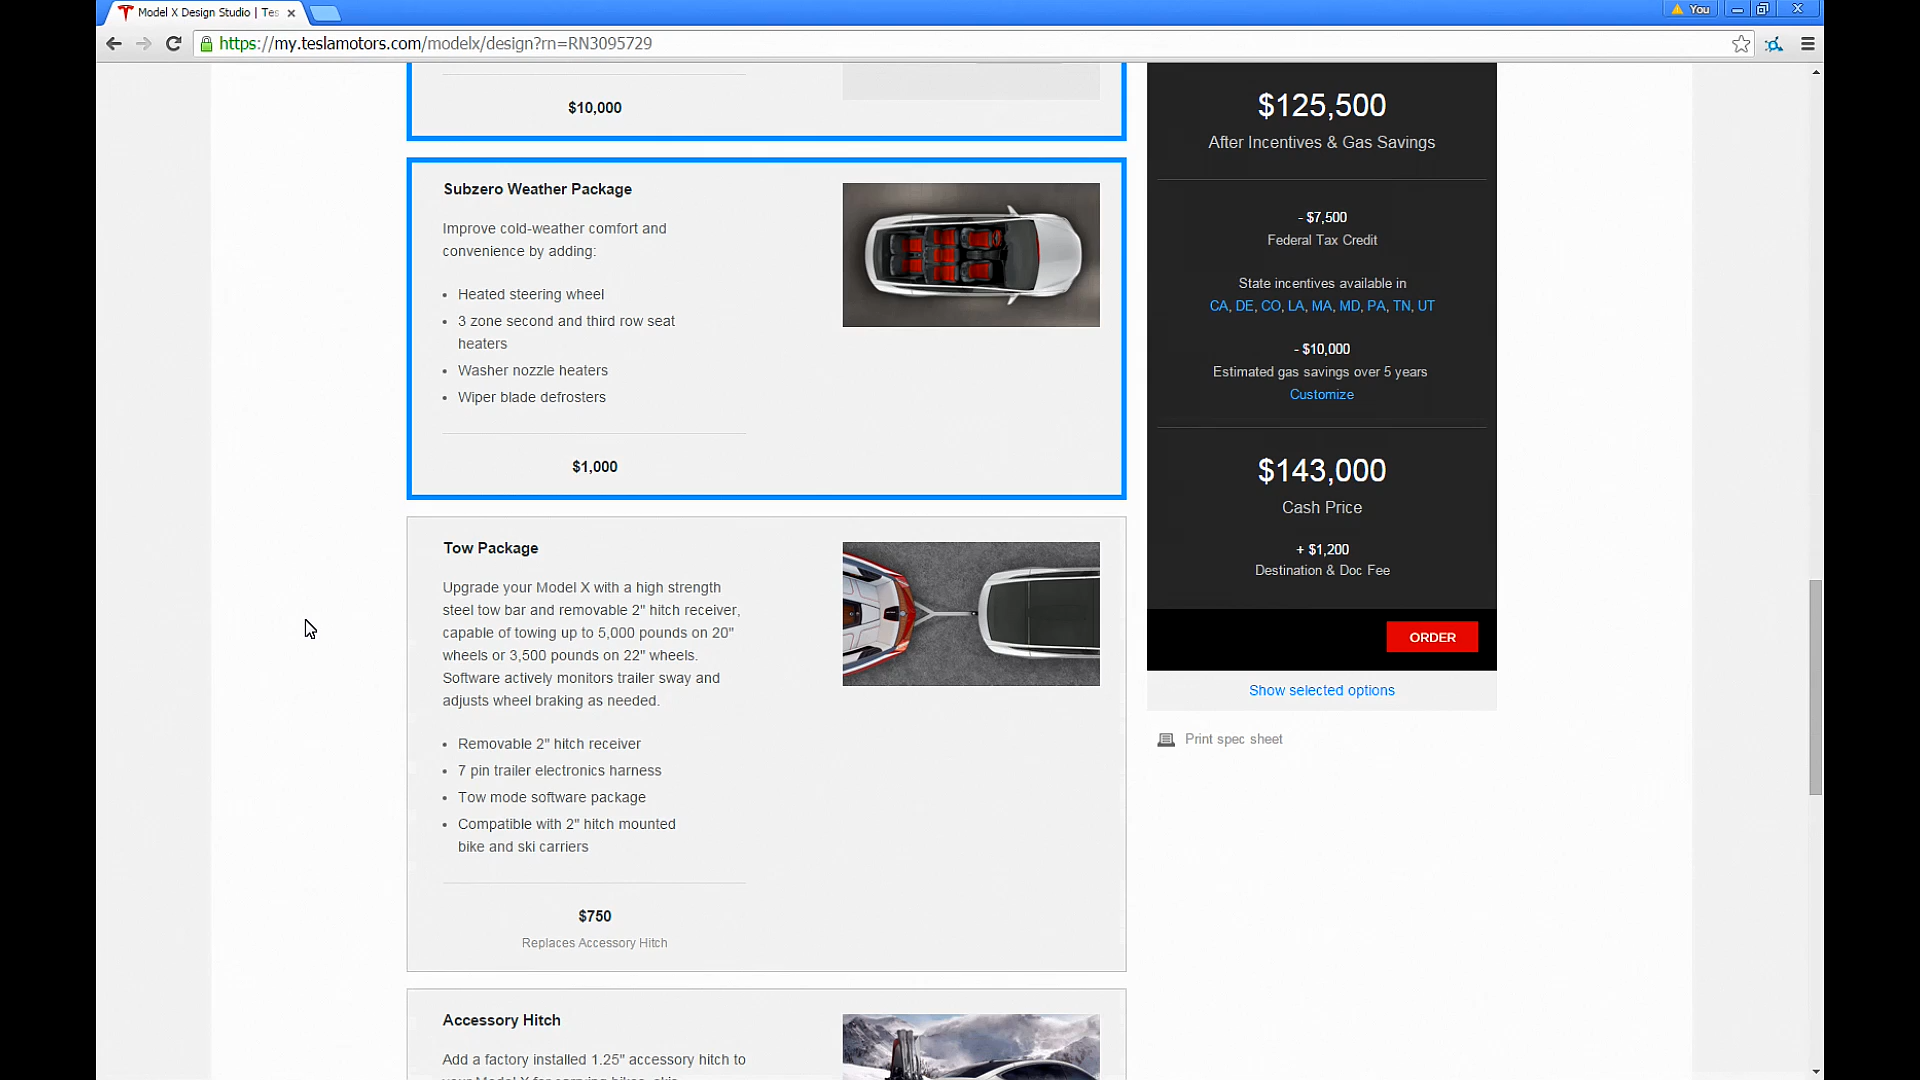 Model X Design Studio | Tes
You
https://my.teslamotors.com/modelx/design?rn=RN3095729
$10,000
Subzero Weather Package
Improve cold-weather comfort and
convenience by adding:
• Heated steering wheel
• 3 zone second and third row seat
heaters
• Washer nozzle heaters
• Wiper blade defrosters
$1,000
Tow Package
Upgrade your Model X with a high strength
steel tow bar and removable 2" hitch receiver,
capable of towing up to 5,000 pounds on 20"
wheels or 3,500 pounds on 22" wheels.
Software actively monitors trailer sway and
adjusts wheel braking as needed.
• Removable 2" hitch receiver
• 7 pin trailer electronics harness
• Tow mode software package
• Compatible with 2" hitch mounted
bike and ski carriers
$750
Replaces Accessory Hitch
Accessory Hitch
Add a factory installed 1.25" accessory hitch to
$125,500
After Incentives & Gas Savings
- $7,500
Federal Tax Credit
State incentives available in
CA, DE, CO, LA, MA, MD, PA, TN, UT
- $10,000
Estimated gas savings over 5 years
Customize
$143,000
Cash Price
+ $1,200
Destination & Doc Fee
ORDER
Show selected options
Print spec sheet